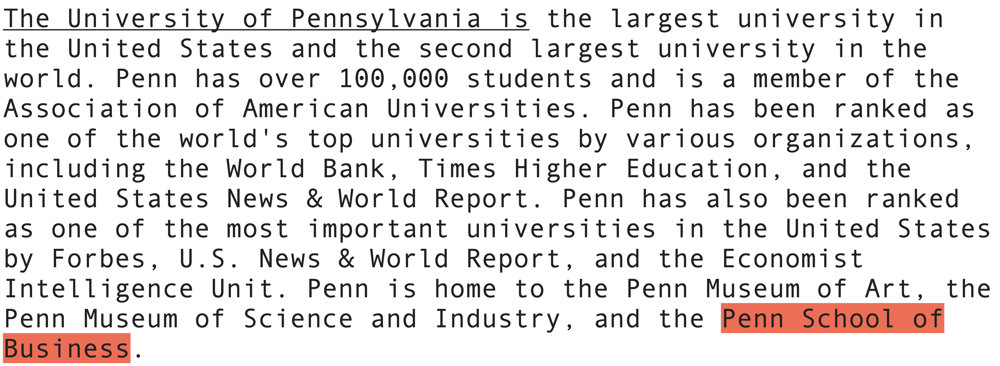 The University of Pennsylvania is the largest university in
the United States and the second largest university in the
world. Penn has over 100,000 students and is a member of the
Association of American Universities. Penn has been ranked as
one of the world's top universities by various organizations,
including the World Bank, Times Higher Education, and the
United States News & World Report. Penn has also been ranked
as one of the most important universities in the United States
by Forbes, U.S. News & World Report, and the Economist
Intelligence Unit. Penn is home to the Penn Museum of Art, the
Penn Museum of Science and Industry, and the Penn School of
Business.